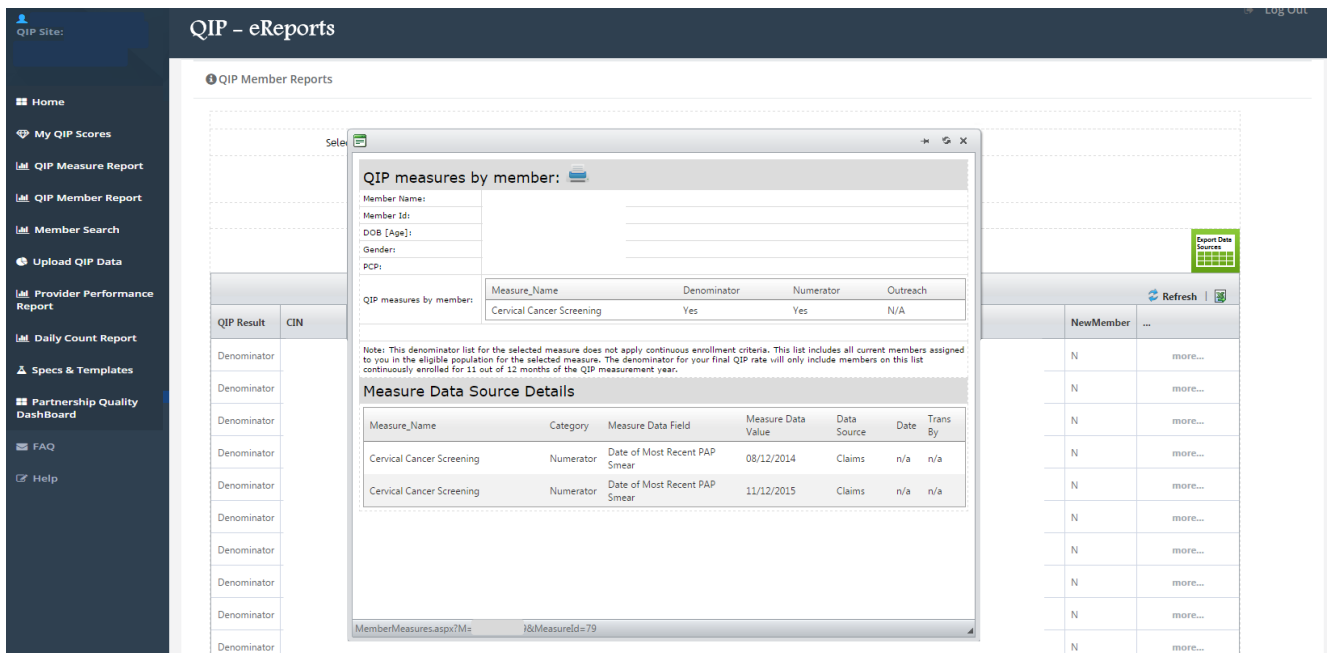 QIP Site:
QIP – eReports
Log Out
QIP Member Reports
Home
My QIP Scores
QIP Measure Report
QIP Member Report
Member Search
Upload QIP Data
Provider Performance
Report
Daily Count Report
Specs & Templates
Partnership Quality
DashBoard
FAQ
Help
QIP measures by member:
Member Name:
Member Id:
DOB [Age]:
Gender:
PCP:
QIP measures by member:
Measure_Name Denominator Numerator Outreach
Cervical Cancer Screening Yes Yes N/A
Note: This denominator list for the selected measure does not apply continuous enrollment criteria. This list includes all current members assigned
to you in the eligible population for the selected measure. The denominator for your final QIP rate will only include members on this list
continuously enrolled for 11 out of 12 months of the QIP measurement year.
Measure Data Source Details
Measure_Name Category Measure Data Field Measure Data Value Data Source Date Trans By
Cervical Cancer Screening Numerator Date of Most Recent PAP Smear 08/12/2014 Claims n/a n/a
Cervical Cancer Screening Numerator Date of Most Recent PAP Smear 11/12/2015 Claims n/a n/a
MemberMeasures.aspx?M= &MeasureId=79
Export Data
Sources
Refresh
QIP Result CIN NewMember ...
Denominator N more...
Denominator N more...
Denominator N more...
Denominator N more...
Denominator N more...
Denominator N more...
Denominator N more...
Denominator N more...
Denominator N more...
Denominator N more...